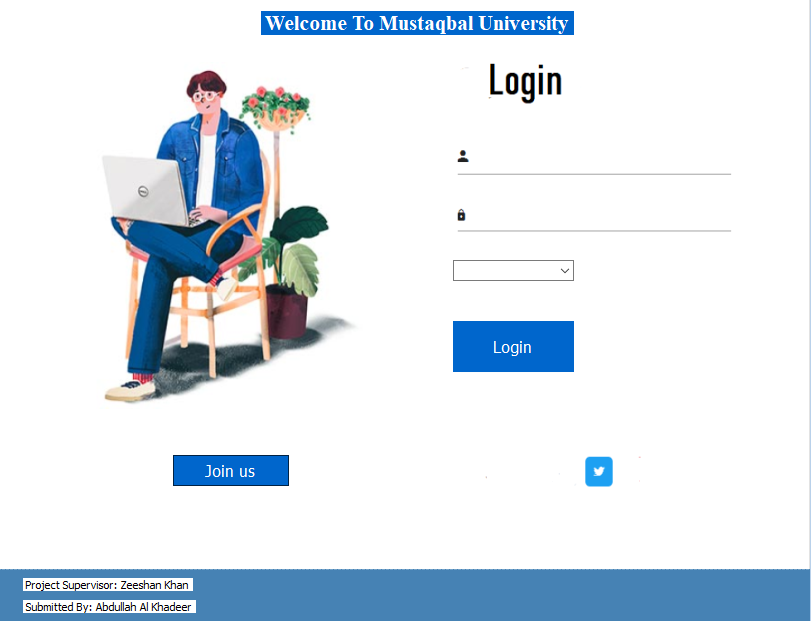 Welcome To Mustaqbal University
Login
Login
Join us
Project Supervisor: Zeeshan Khan
Submitted By: Abdullah Al Khadeer